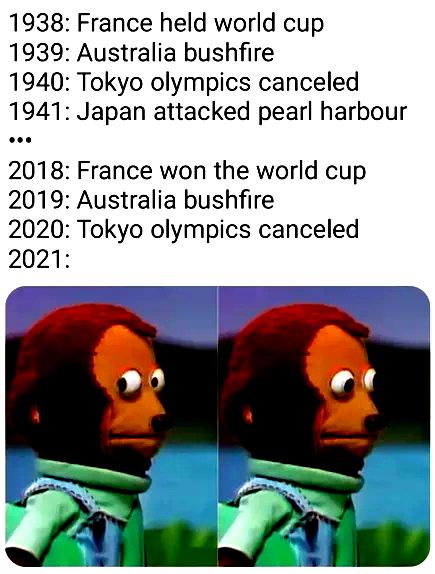 1938: France held world cup
1939: Australia bushfire
1940: Tokyo olympics canceled
1941: Japan attacked pearl harbour
•••
2018: France won the world cup
2019: Australia bushfire
2020: Tokyo olympics canceled
2021: